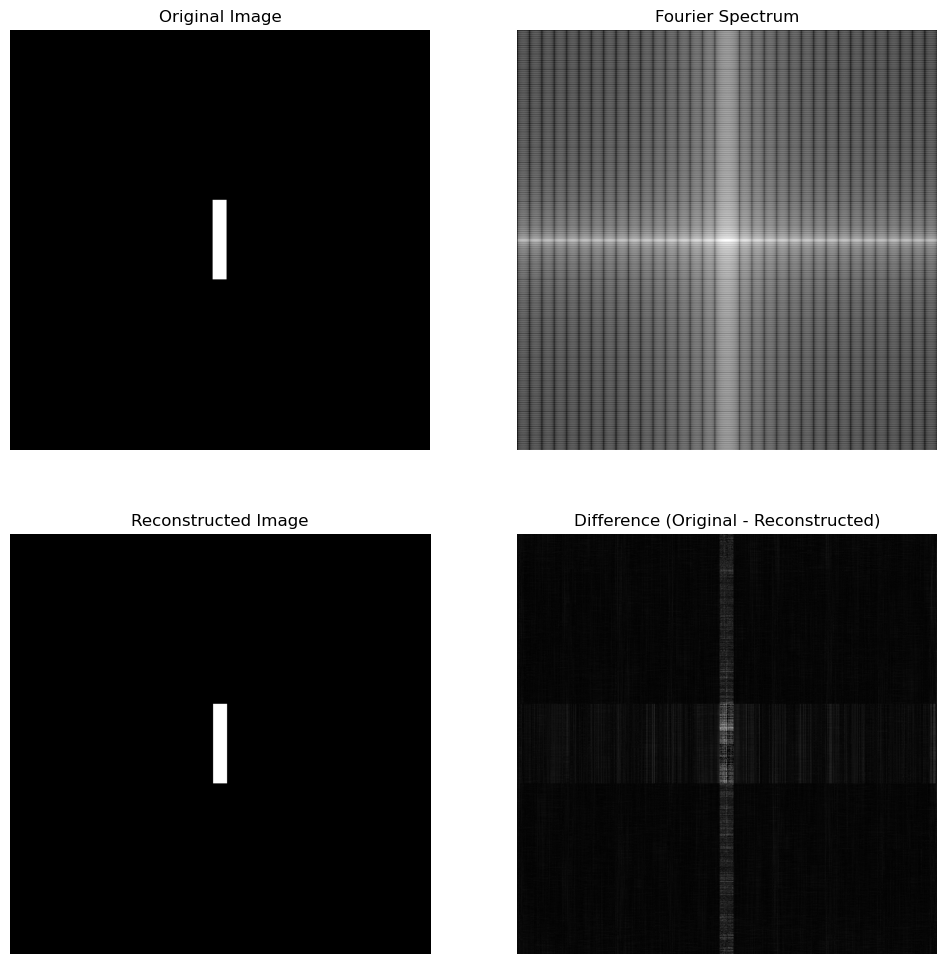 Original Image
Fourier Spectrum
Reconstructed Image
Difference (Original - Reconstructed)